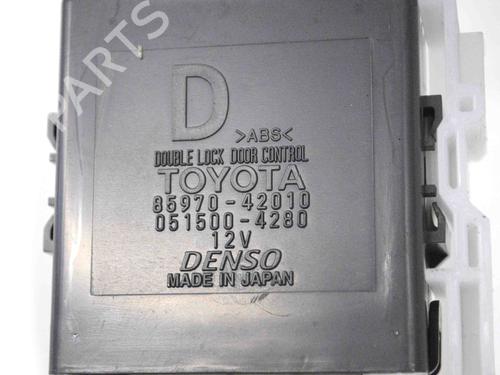 PARTS
D
>ABS<
DOUBLE LOCK DOOR CONTROL
TOYOTA
85970-42010
051500-4280
12V
DENSO
MADE IN JAPAN